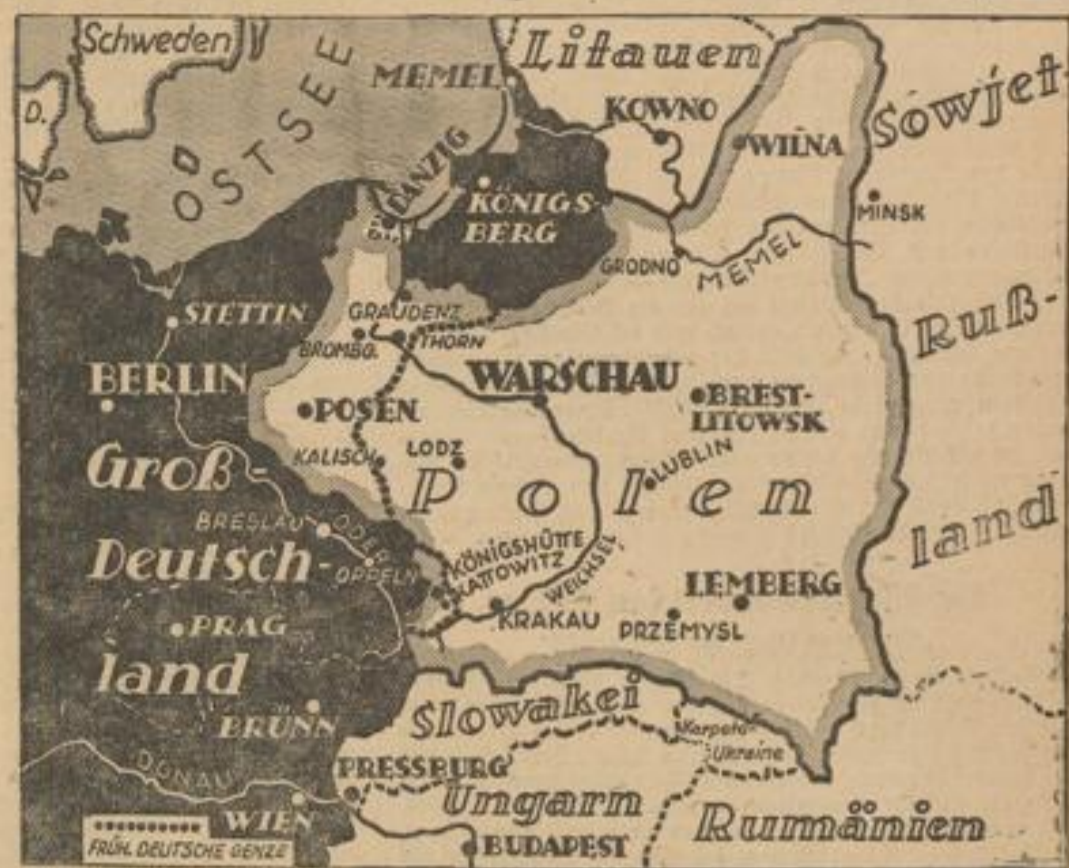 Schweden
Litauen
Sowjet-
MEMEL
D.
OSTSEE
KOWNO
WILNA
DANZIG
KÖNIGS-
BERG
MINSK
GRODNO
MEMEL
Ruß-
STETTIN
GRAUDENZ
THORN
BROMBG.
BERLIN
WARSCHAU
BREST-
LITOWSK
POSEN
KALISCH
LODZ
LUBLIN
Groß-
Polen
land
BRESLAU
ODER
OPPELN
Deutsch-
KÖNIGSHÜTTE
KATTOWITZ
WEICHSEL
LEMBERG
KRAKAU
PRZEMYSL
PRAG
land
BRÜNN
Slowakei
Karpato-
Ukraine
DONAU
PRESSBURG
Ungarn
Rumänien
WIEN
BUDAPEST
FRÜH. DEUTSCHE GENZE